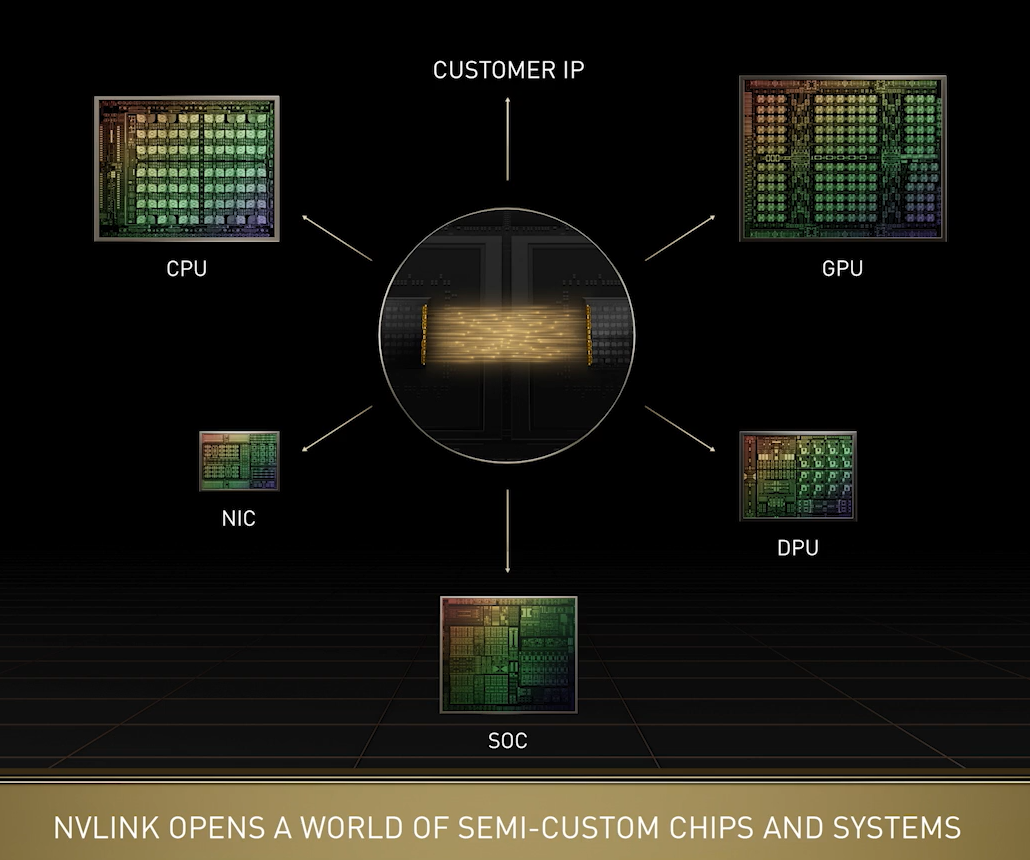 CUSTOMER IP
CPU
GPU
NIC
DPU
SOC
NVLINK OPENS A WORLD OF SEMI-CUSTOM CHIPS AND SYSTEMS